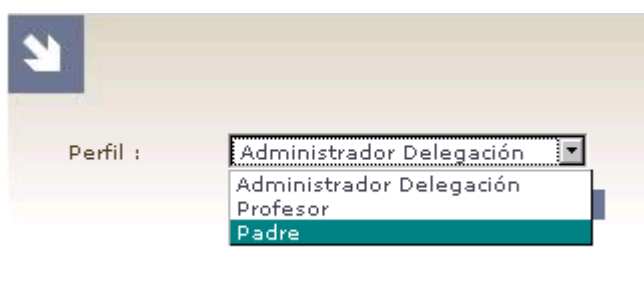 Perfil : Administrador Delegación
Administrador Delegación
Profesor
Padre